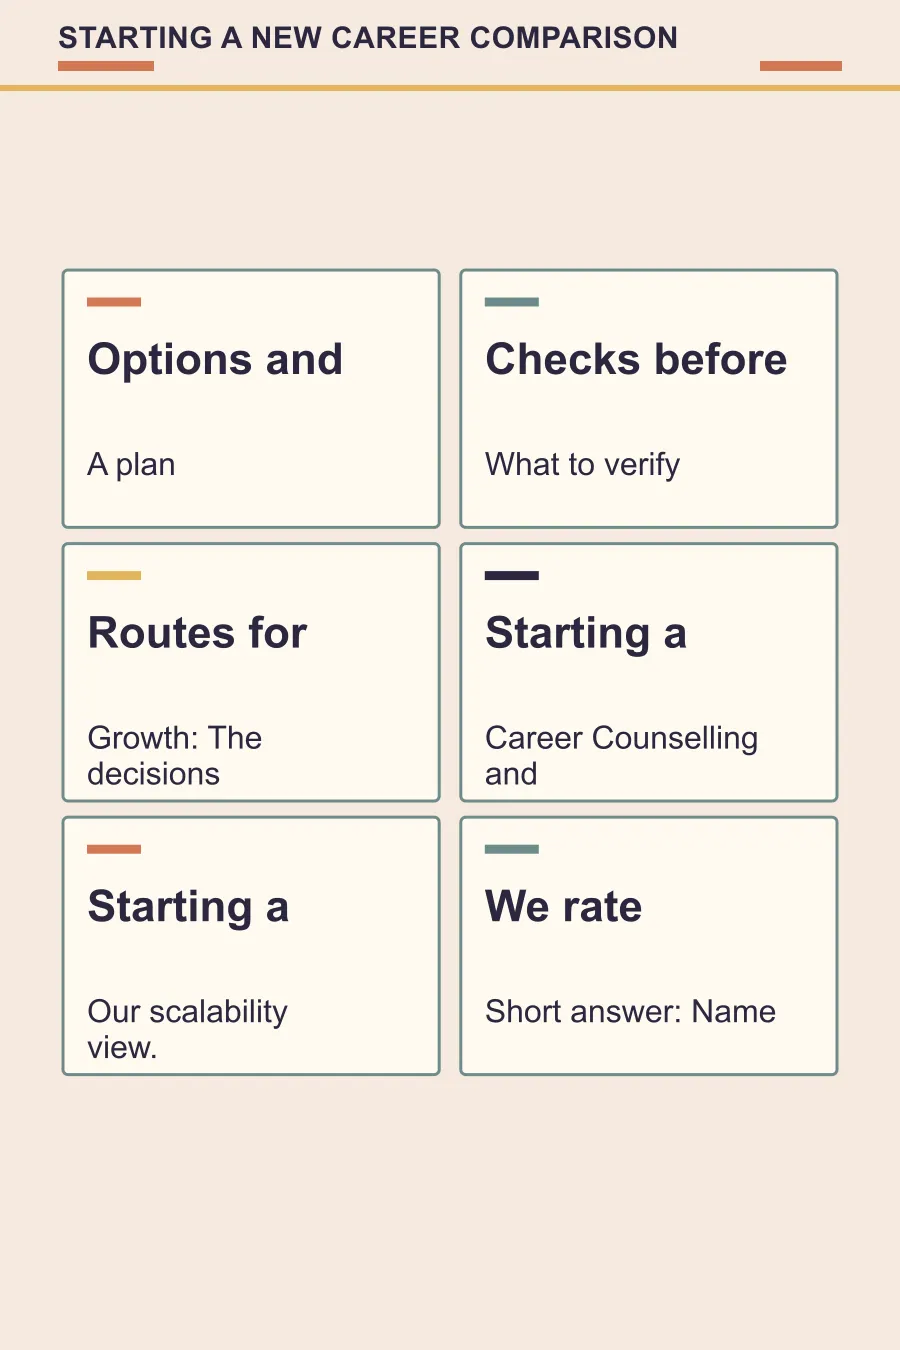 STARTING A NEW CAREER COMPARISON
Options and
A plan
Checks before
What to verify
Routes for
Growth: The
decisions
Starting a
Career Counselling
and
Starting a
Our scalability
view.
We rate
Short answer: Name